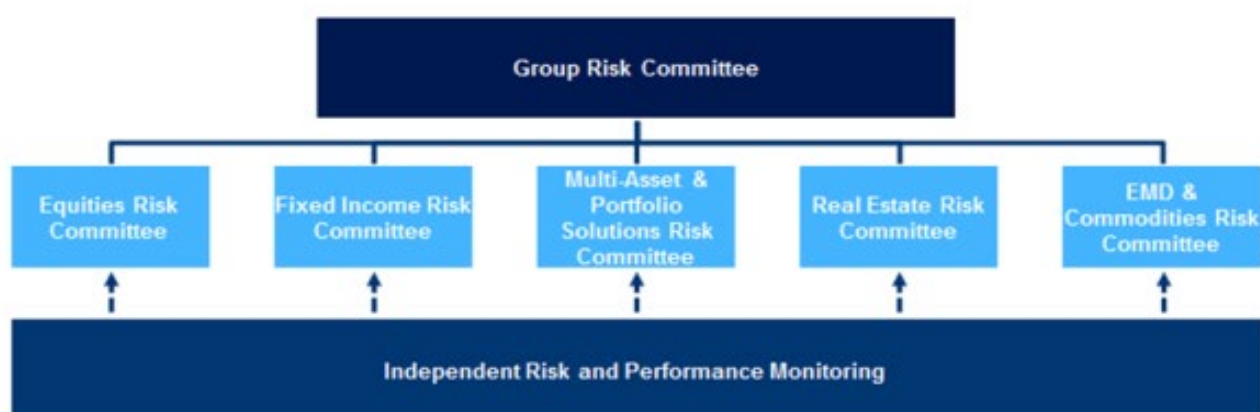 Group Risk Committee
Equities Risk
Committee
Fixed Income Risk
Committee
Multi-Asset &
Portfolio
Solutions Risk
Committee
Real Estate Risk
Committee
EMD &
Commodities Risk
Committee
Independent Risk and Performance Monitoring